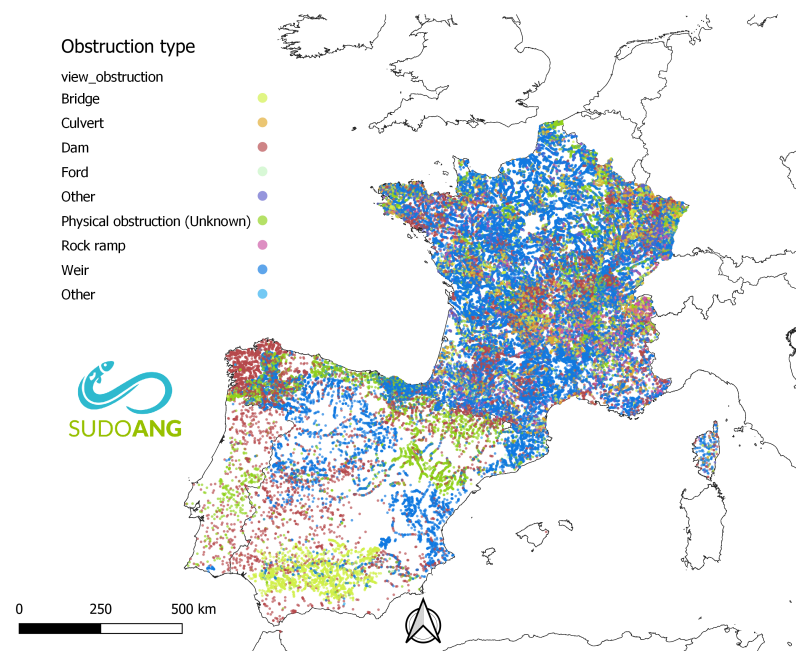 Obstruction type
view_obstruction
Bridge
Culvert
Dam
Ford
Other
Physical obstruction (Unknown)
Rock ramp
Weir
Other
SUDOANG
0 250 500 km